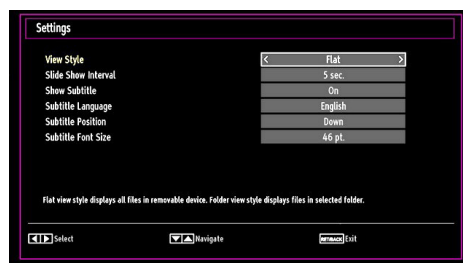 Settings
View Style < Flat >
Slide Show Interval 5 sec.
Show Subtitle On
Subtitle Language English
Subtitle Position Down
Subtitle Font Size 46 pt.
Flat view style displays all files in removable device. Folder view style displays files in selected folder.
Select Navigate RET/BACK Exit